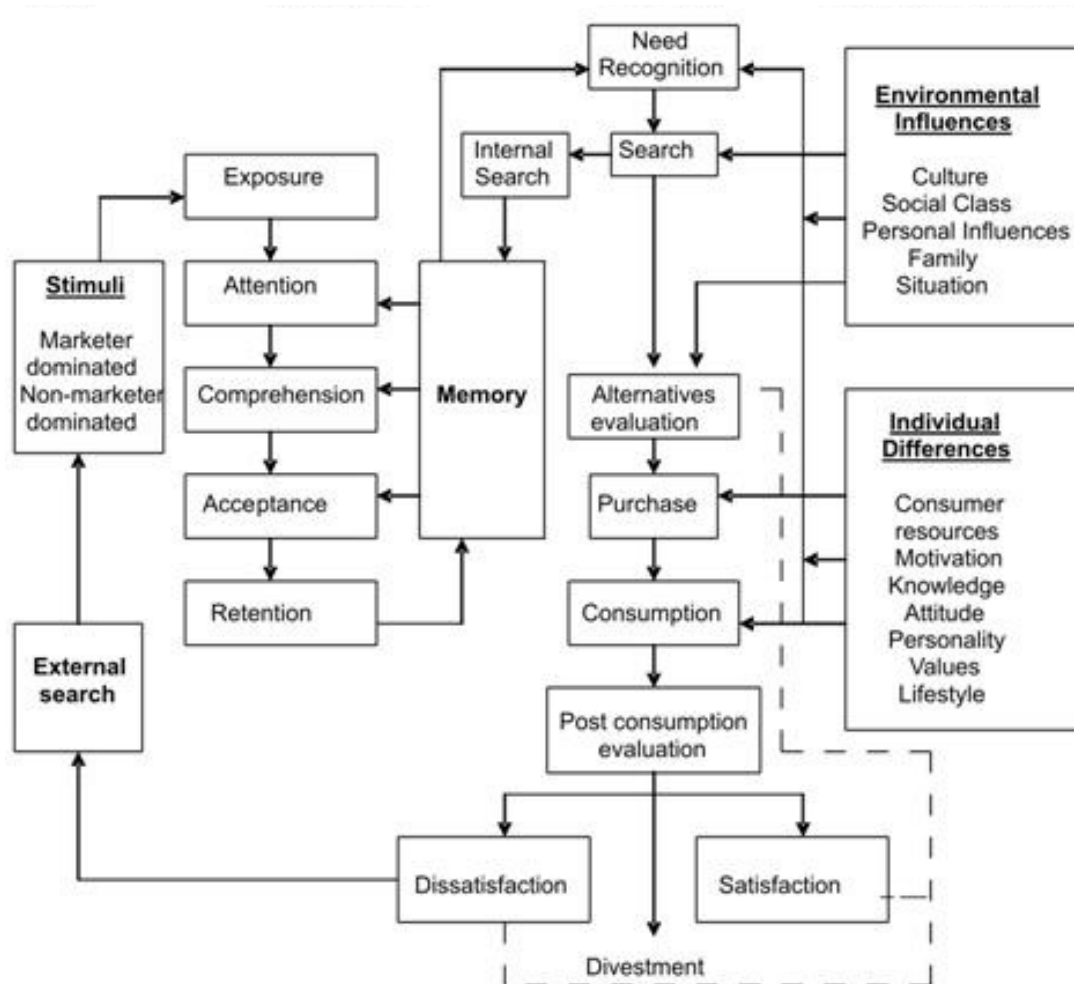 Need
Recognition
Internal
Search
Search
Exposure
Attention
Comprehension
Acceptance
Retention
Stimuli
Marketer
dominated
Non-marketer
dominated
External
search
Memory
Alternatives
evaluation
Purchase
Consumption
Post consumption
evaluation
Dissatisfaction
Satisfaction
Divestment
Environmental
Influences
Culture
Social Class
Personal Influences
Family
Situation
Individual
Differences
Consumer
resources
Motivation
Knowledge
Attitude
Personality
Values
Lifestyle